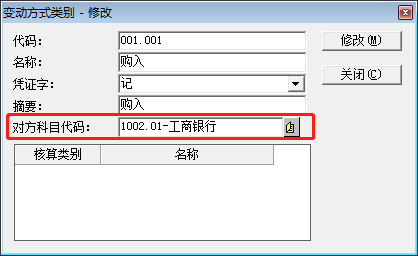 变动方式类别 - 修改
代码： 001.001 修改(M)
名称： 购入
凭证字： 记 关闭(C)
摘要： 购入
对方科目代码： 1002.01-工商银行
核算类别 名称